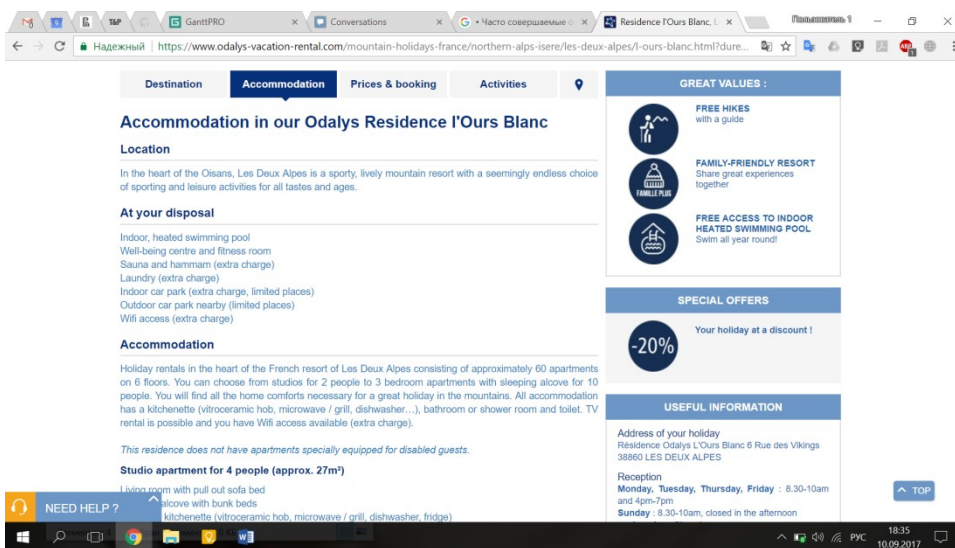 GanttPRO
Conversations
• Часто совершаемые о
Residence l'Ours Blanc, L
Пользователь 1
Надежный
https://www.odalys-vacation-rental.com/mountain-holidays-france/northern-alps-isere/les-deux-alpes/l-ours-blanc.html?dure...
Destination
Accommodation
Prices & booking
Activities
Accommodation in our Odalys Residence l'Ours Blanc
Location
In the heart of the Oisans, Les Deux Alpes is a sporty, lively mountain resort with a seemingly endless choice
of sporting and leisure activities for all tastes and ages.
At your disposal
Indoor, heated swimming pool
Well-being centre and fitness room
Sauna and hammam (extra charge)
Laundry (extra charge)
Indoor car park (extra charge, limited places)
Outdoor car park nearby (limited places)
Wifi access (extra charge)
Accommodation
Holiday rentals in the heart of the French resort of Les Deux Alpes consisting of approximately 60 apartments
on 6 floors. You can choose from studios for 2 people to 3 bedroom apartments with sleeping alcove for 10
people. You will find all the home comforts necessary for a great holiday in the mountains. All accommodation
has a kitchenette (vitroceramic hob, microwave / grill, dishwasher…), bathroom or shower room and toilet. TV
rental is possible and you have Wifi access available (extra charge).
This residence does not have apartments specially equipped for disabled guests.
Studio apartment for 4 people (approx. 27m²)
Living room with pull out sofa bed
alcove with bunk beds
kitchenette (vitroceramic hob, microwave / grill, dishwasher, fridge)
NEED HELP ?
GREAT VALUES :
FREE HIKES
with a guide
FAMILLE PLUS
FAMILY-FRIENDLY RESORT
Share great experiences
together
FREE ACCESS TO INDOOR
HEATED SWIMMING POOL
Swim all year round!
SPECIAL OFFERS
-20%
Your holiday at a discount !
USEFUL INFORMATION
Address of your holiday
Résidence Odalys L'Ours Blanc 6 Rue des Vikings
38860 LES DEUX ALPES
Reception
Monday, Tuesday, Thursday, Friday : 8.30-10am
and 4pm-7pm
Sunday : 8.30-10am, closed in the afternoon
TOP
РУС
18:35
10.09.2017